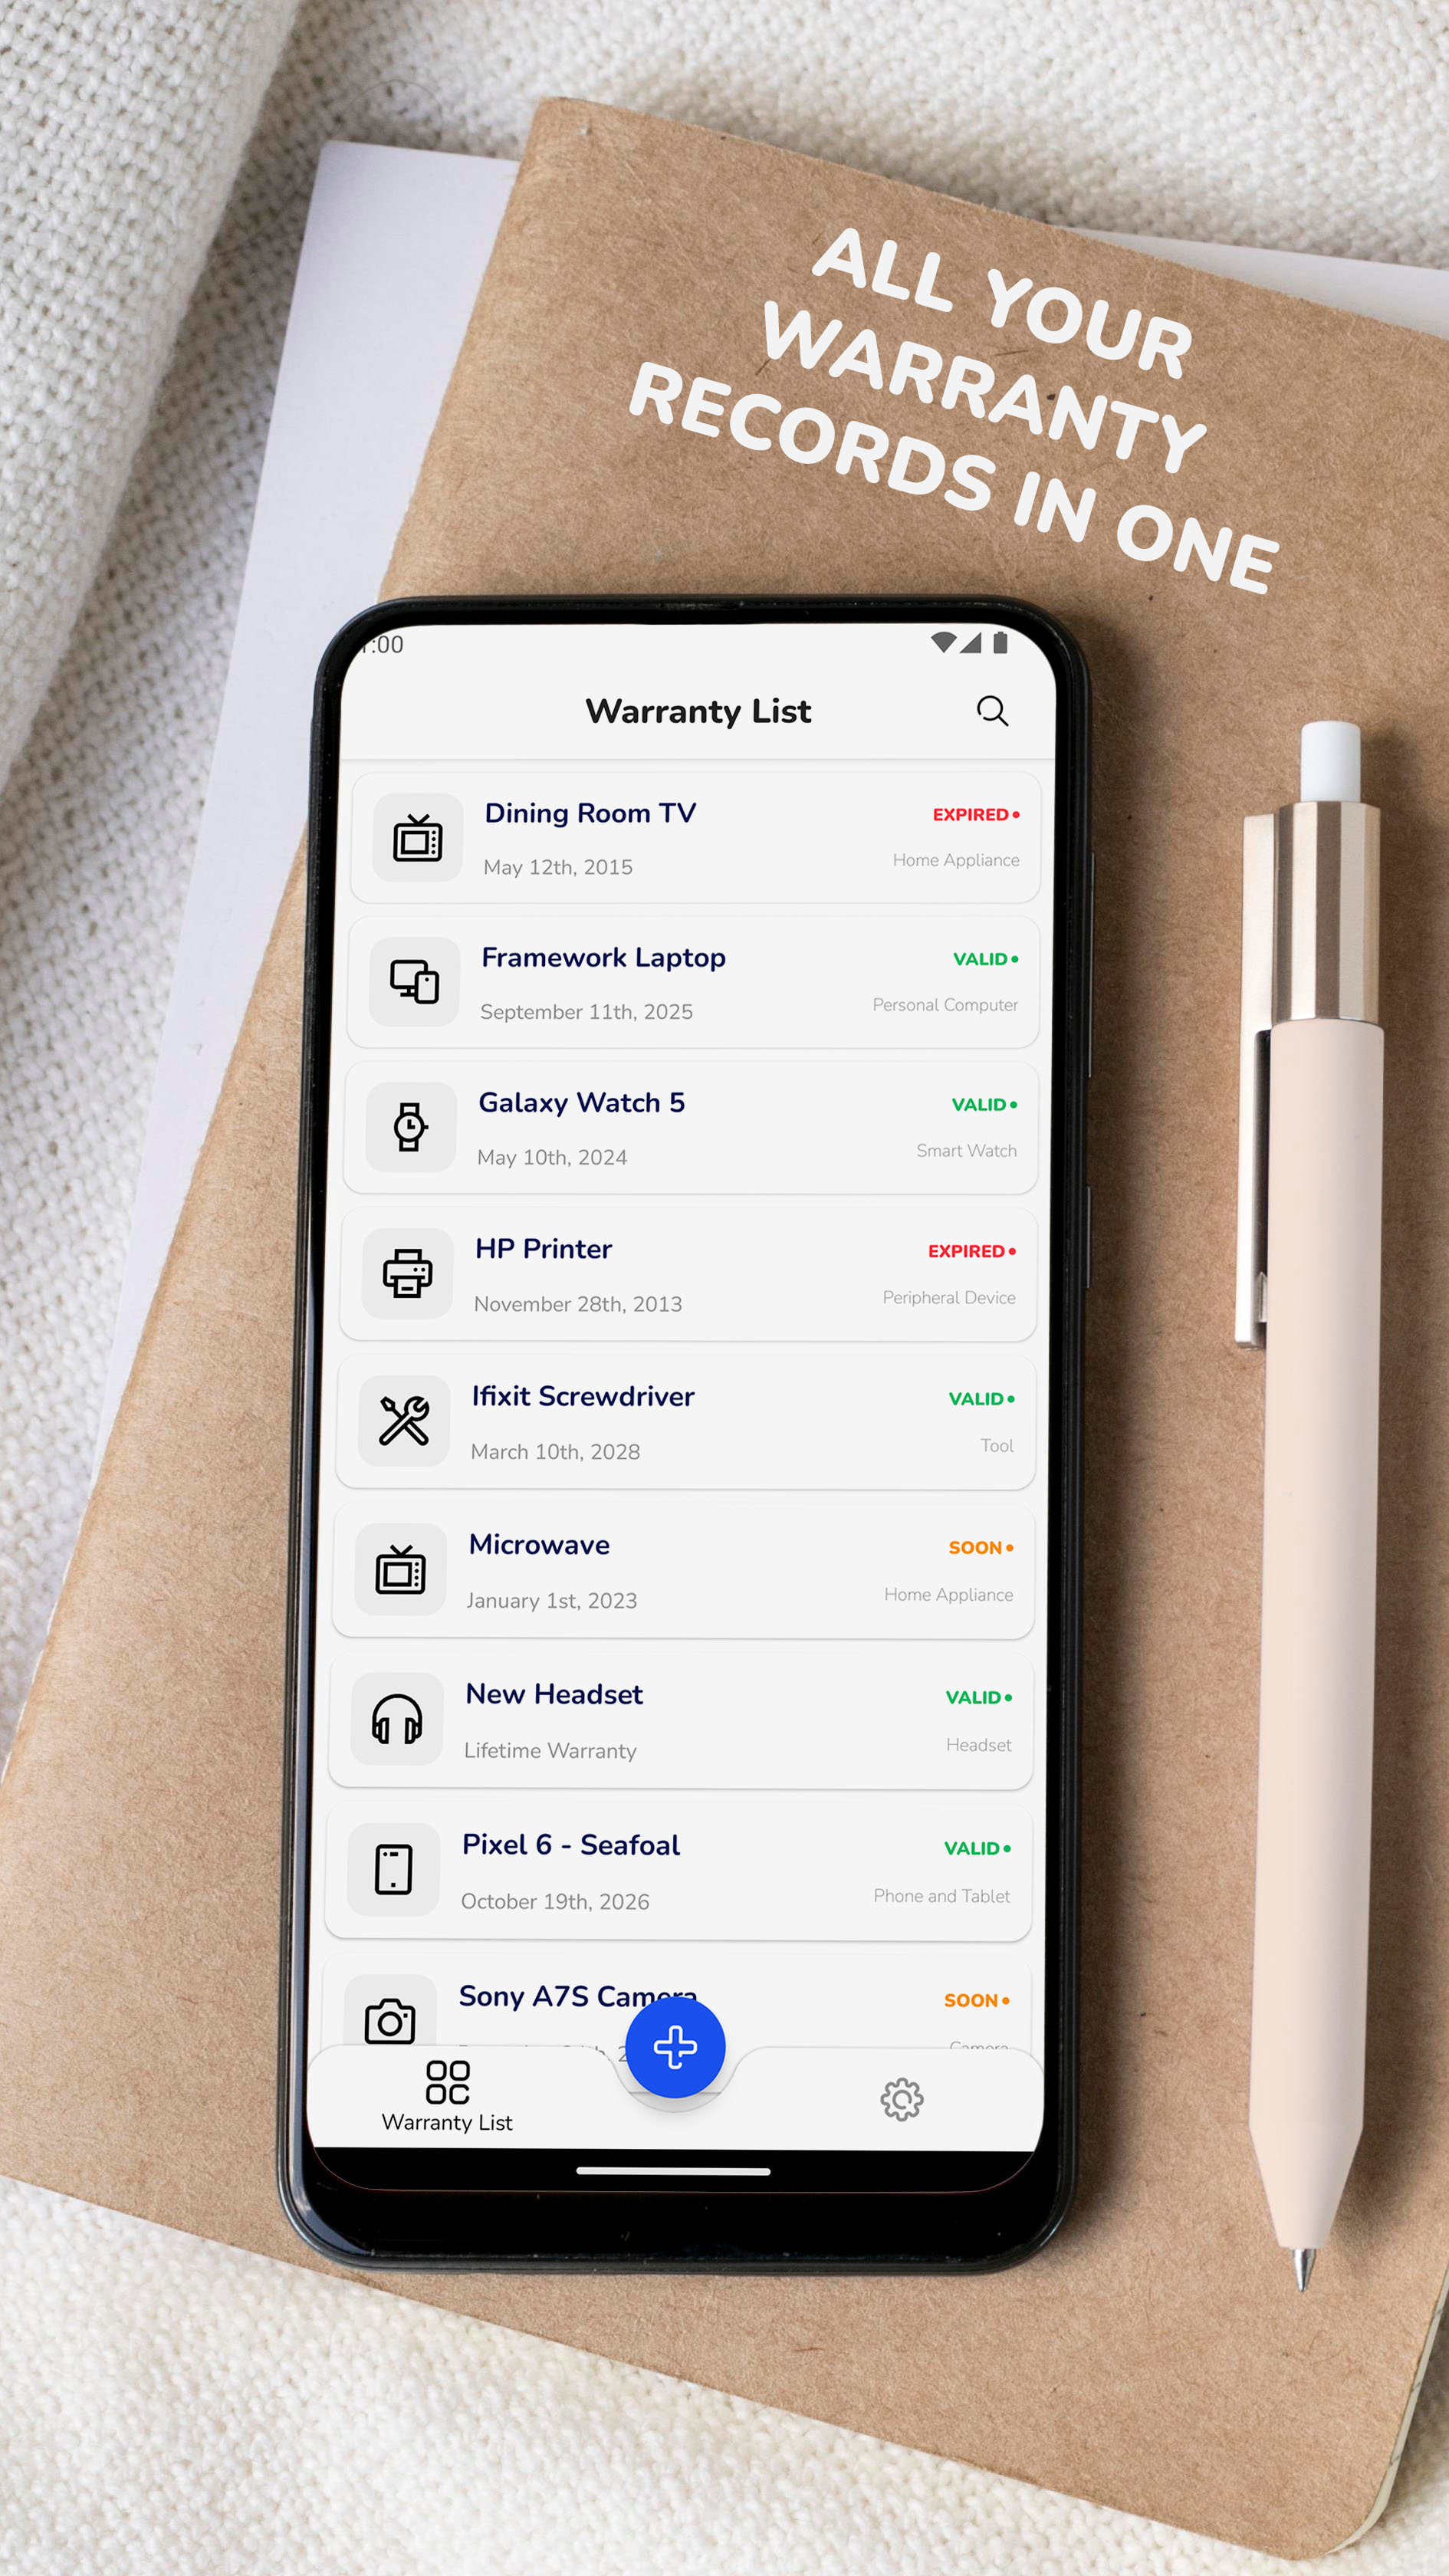 ALL YOUR
WARRANTY
RECORDS IN ONE
:00
Warranty List
Dining Room TV
EXPIRED
May 12th, 2015
Home Appliance
Framework Laptop
VALID
September 11th, 2025
Personal Computer
Galaxy Watch 5
VALID
May 10th, 2024
Smart Watch
HP Printer
EXPIRED
November 28th, 2013
Peripheral Device
Ifixit Screwdriver
VALID
March 10th, 2028
Tool
Microwave
SOON
January 1st, 2023
Home Appliance
New Headset
VALID
Lifetime Warranty
Headset
Pixel 6 - Seafoal
VALID
October 19th, 2026
Phone and Tablet
Sony A7S Camera
SOON
Camera
Warranty List